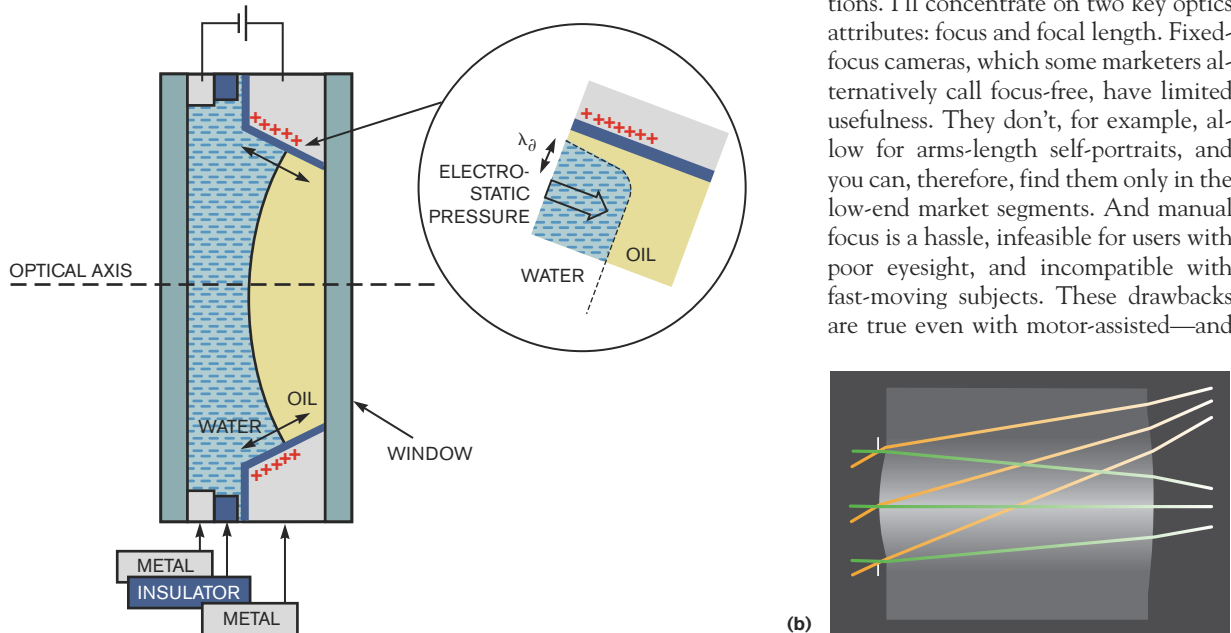 OPTICAL AXIS
WATER
OIL
WINDOW
METAL
INSULATOR
METAL
λ∂
ELECTRO-
STATIC
PRESSURE
WATER
OIL
tions. I'll concentrate on two key optics
attributes: focus and focal length. Fixed-
focus cameras, which some marketers al-
ternatively call focus-free, have limited
usefulness. They don't, for example, al-
low for arms-length self-portraits, and
you can, therefore, find them only in the
low-end market segments. And manual
focus is a hassle, infeasible for users with
poor eyesight, and incompatible with
fast-moving subjects. These drawbacks
are true even with motor-assisted—and
(b)